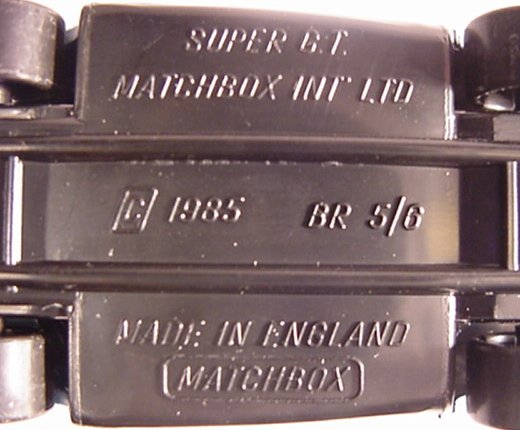 SUPER G.T.
MATCHBOX INT' LTD
© 1985 BR 5/6
MADE IN ENGLAND
MATCHBOX